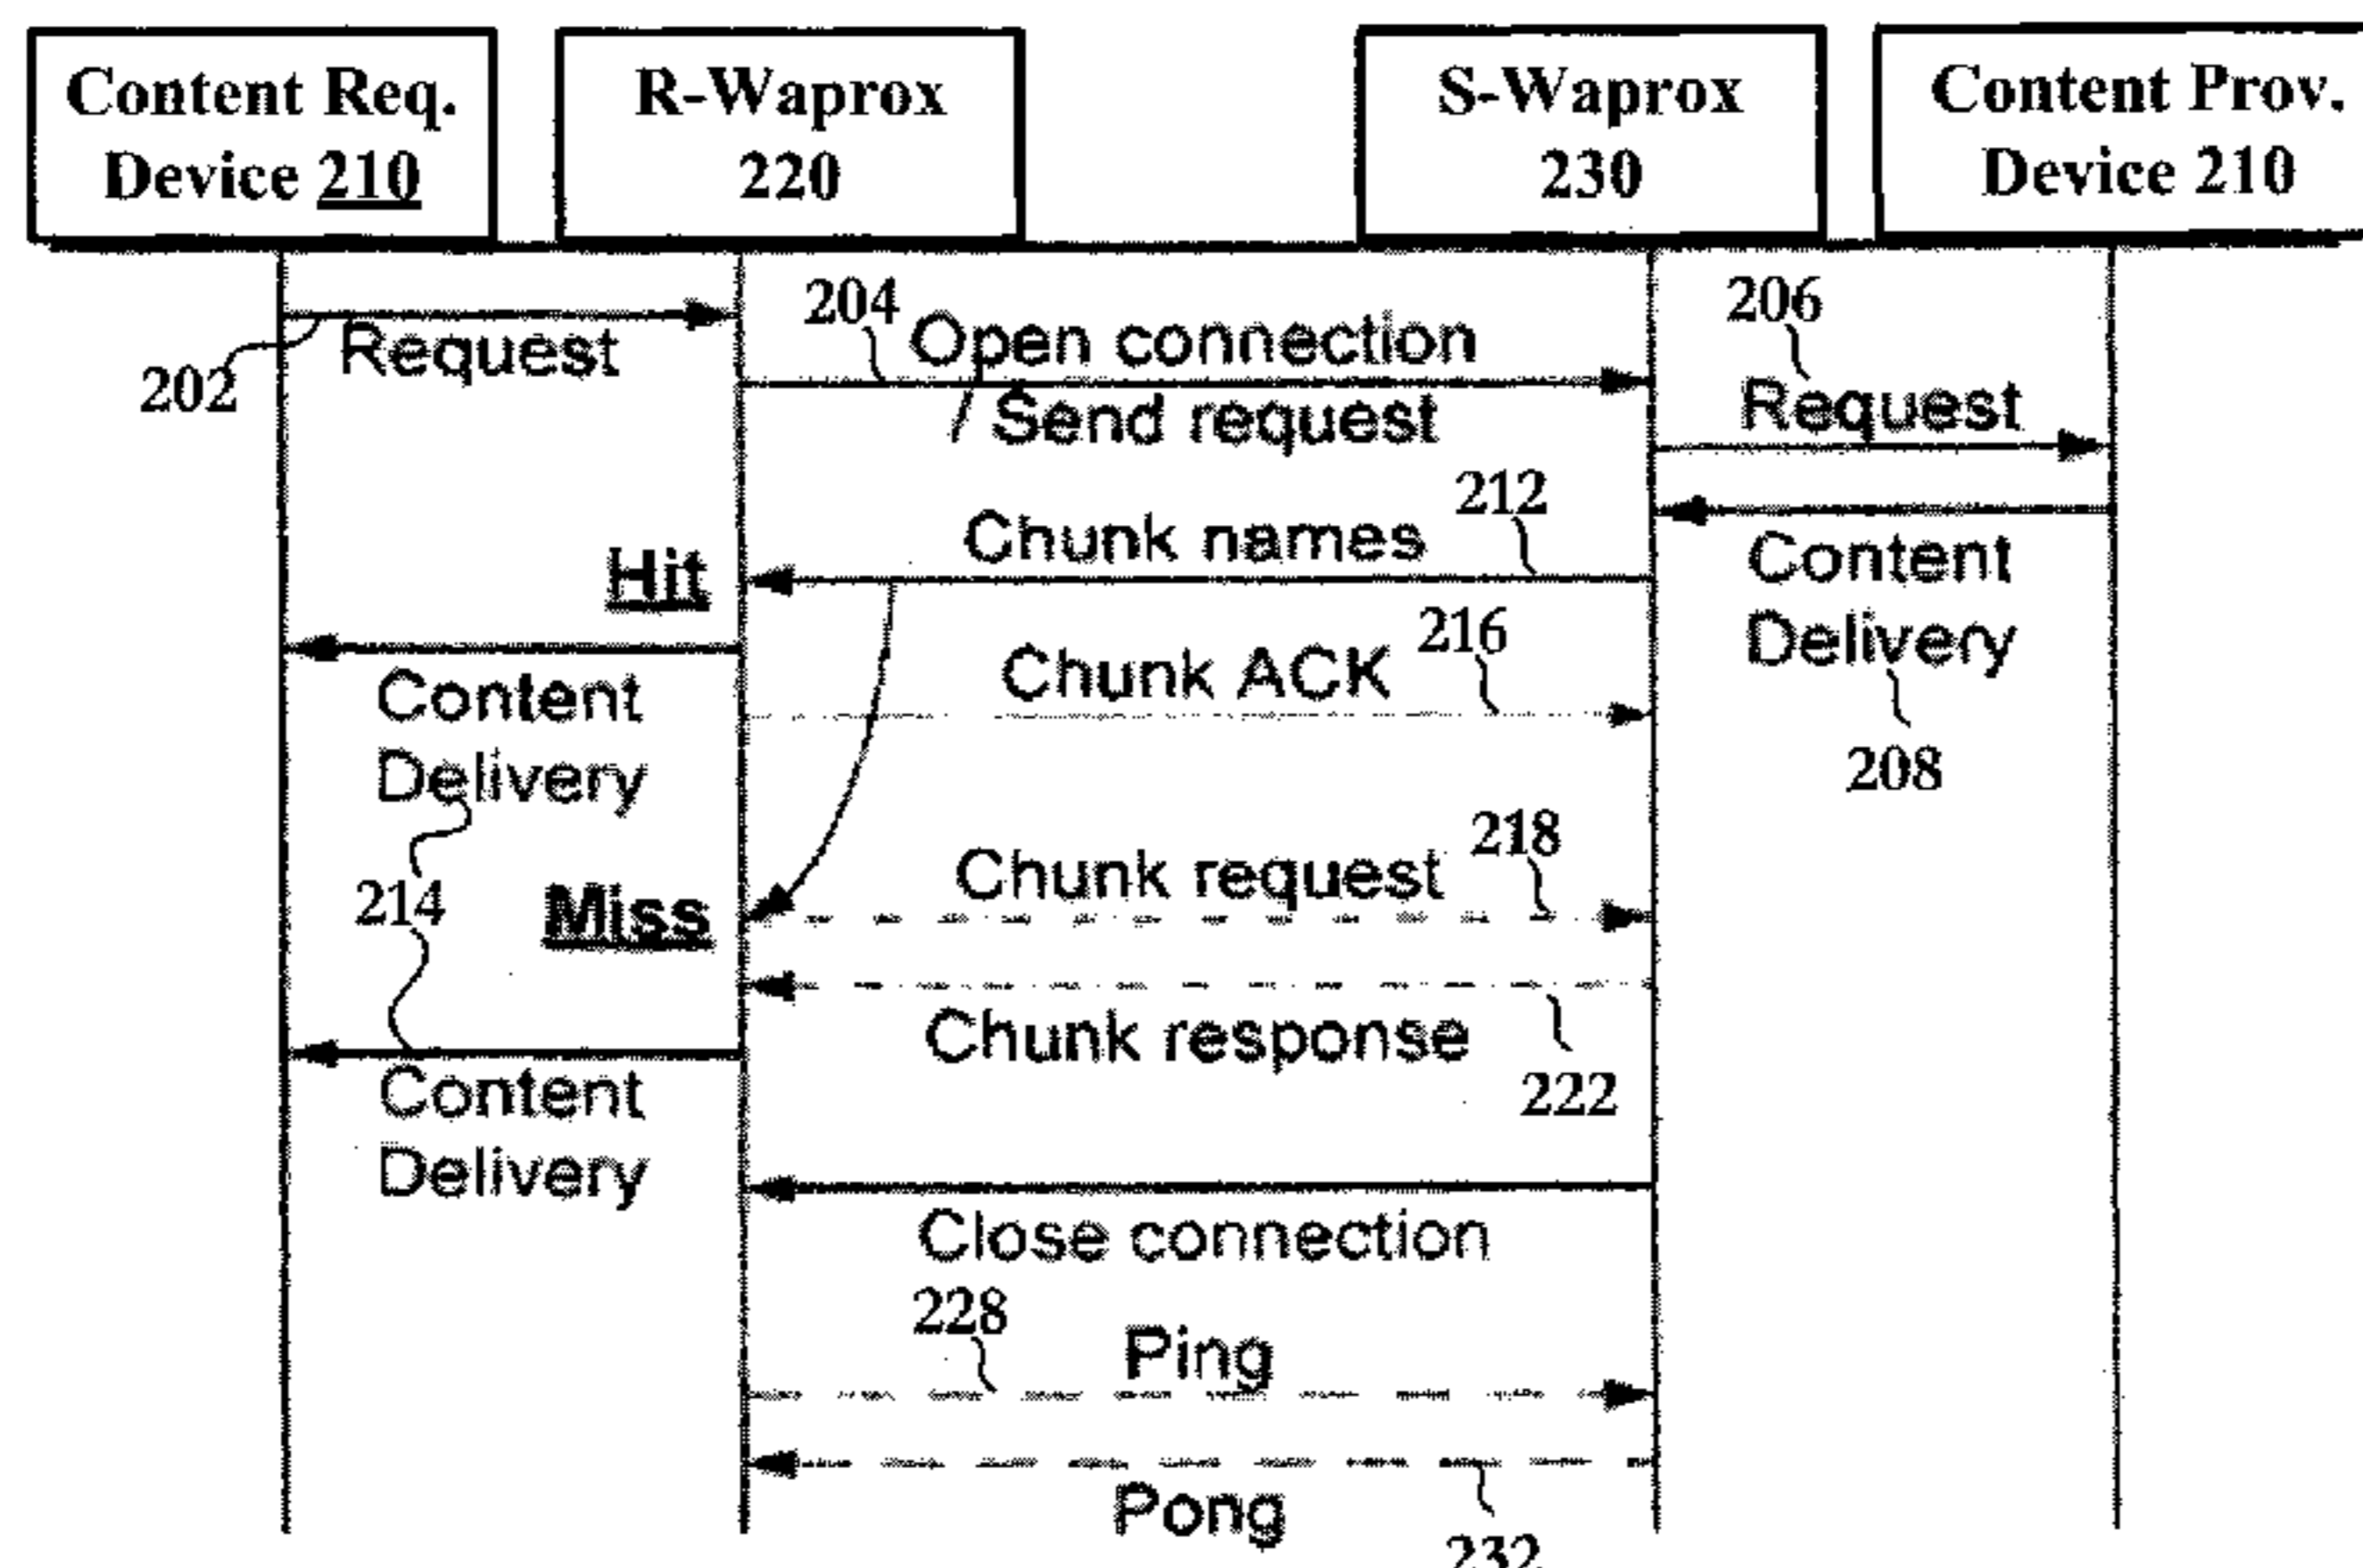 Content Req.
Device 210
R-Waprox
220
S-Waprox
230
Content Prov.
Device 210
202
Request
204
Open connection
/ Send request
206
Request
212
Chunk names
Content
Delivery
208
Hit
Content
Delivery
214
216
Chunk ACK
Miss
218
Chunk request
Chunk response
222
Content
Delivery
Close connection
228
Ping
Pong
232